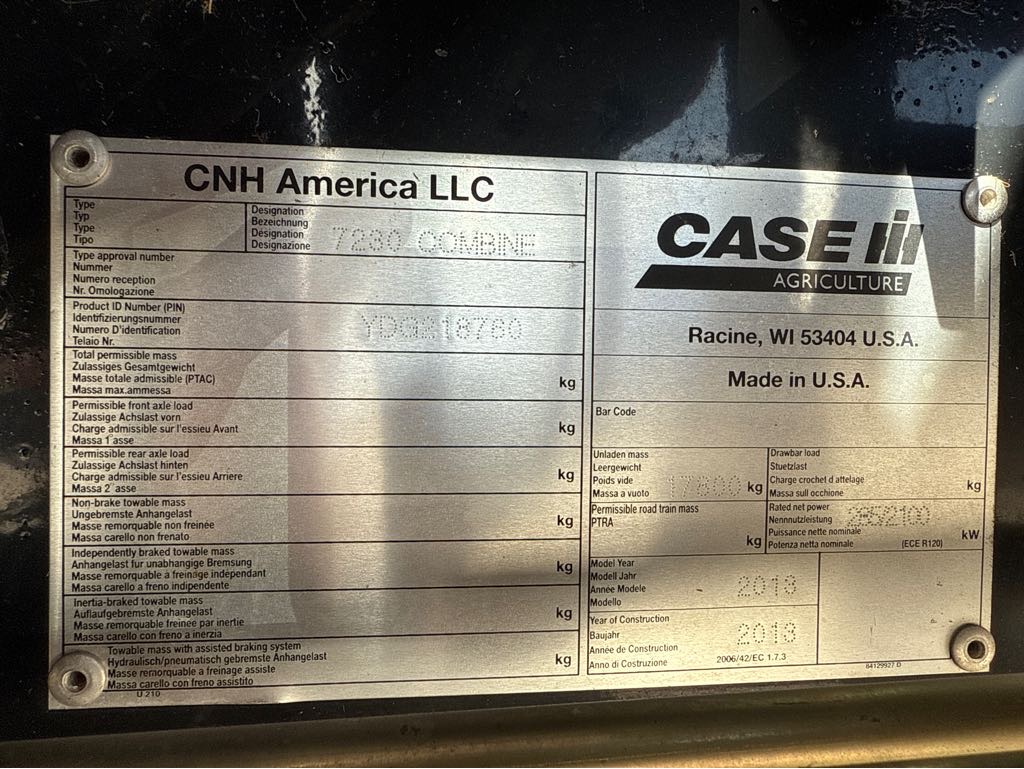 CNH America LLC
Type
Typ
Type
Tipo
Designation
Bezeichnung
Désignation
Designazione
7230 COMBINE
Type approval number
Nummer
Numero reception
Nr. Omologazione
Product ID Number (PIN)
Identifizierungsnummer
Numero D'identification
Telaio Nr.
Total permissible mass
Zulassiges Gesamtgewicht
Masse totale admissible (PTAC)
Massa max.ammessa
kg
Permissible front axle load
Zulassige Achslast vorn
Charge admissible sur l'essieu Avant
Massa 1 asse
kg
Permissible rear axle load
Zulassige Achslast hinten
Charge admissible sur l'essieu Arriere
Massa 2 asse
kg
Non-brake towable mass
Ungebremste Anhangelast
Masse remorquable non freinée
Massa carello non frenato
kg
Independently braked towable mass
Anhangelast fur unabhangige Bremsung
Masse remorquable a freinage indépendant
Massa carello a freno indipendente
kg
Inertia-braked towable mass
Auflaufgebremste Anhangelast
Masse remorquable freinée par inertie
Massa carello con freno a inerzia
kg
Towable mass with assisted braking system
Hydraulisch/pneumatisch gebremste Anhangelast
Masse remorquable a freinage assiste
Massa carello con freno assistito
kg
U 210
CASE IH
AGRICULTURE
Racine, WI 53404 U.S.A.
Made in U.S.A.
Bar Code
Unladen mass
Leergewicht
Poids vide
Massa a vuoto
17800 kg
Drawbar load
Stuetzlast
Charge crochet d attelage
Massa sull occhione
kg
Permissible road train mass
PTRA
kg
Rated net power
Nennnutzleistung
Puissance nette nominale
Potenza netta nominale
(ECE R120)
kW
Model Year
Modell Jahr
Année Modele
Modello
2013
Year of Construction
Baujahr
Année de Construction
Anno di Costruzione
2013
2006/42/EC 1.7.3
84129927 D